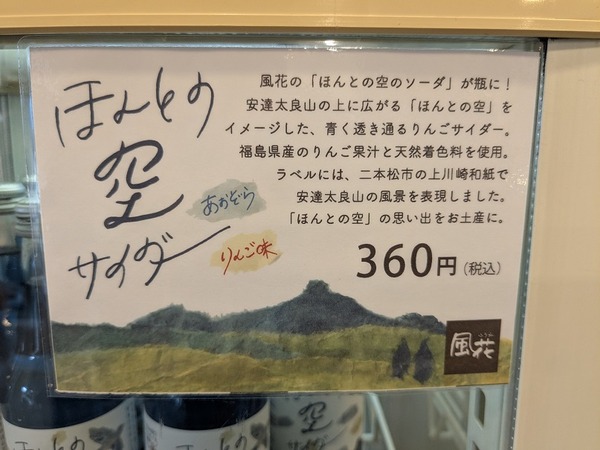 ほんとの
空
サイダー
あおぞら
りんご味
風花の「ほんとの空のソーダ」が瓶に！
安達太良山の上に広がる「ほんとの空」を
イメージした、青く透き通るりんごサイダー。
福島県産のりんご果汁と天然着色料を使用。
ラベルには、二本松市の上川崎和紙で
安達太良山の風景を表現しました。
「ほんとの空」の思い出をお土産に。
360円（税込）
風花
ほんとの
空